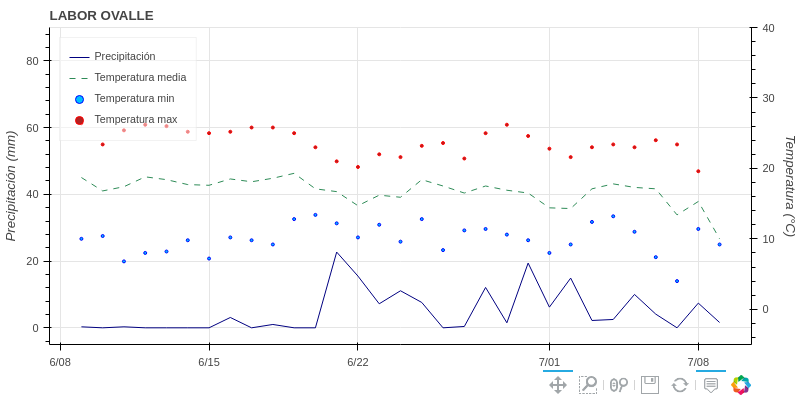 LABOR OVALLE
Precipitación
Temperatura media
Temperatura min
Temperatura max
Precipitación (mm)
80
60
40
20
0
40
30
20
10
0
Temperatura (°C)
6/08 6/15 6/22 7/01 7/08